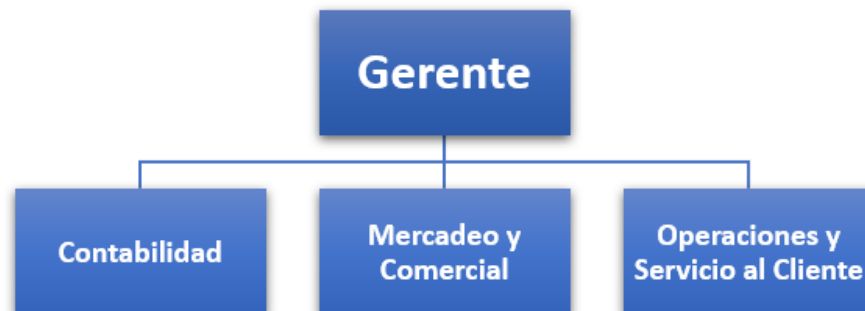 Gerente
Contabilidad
Mercadeo y
Comercial
Operaciones y
Servicio al Cliente